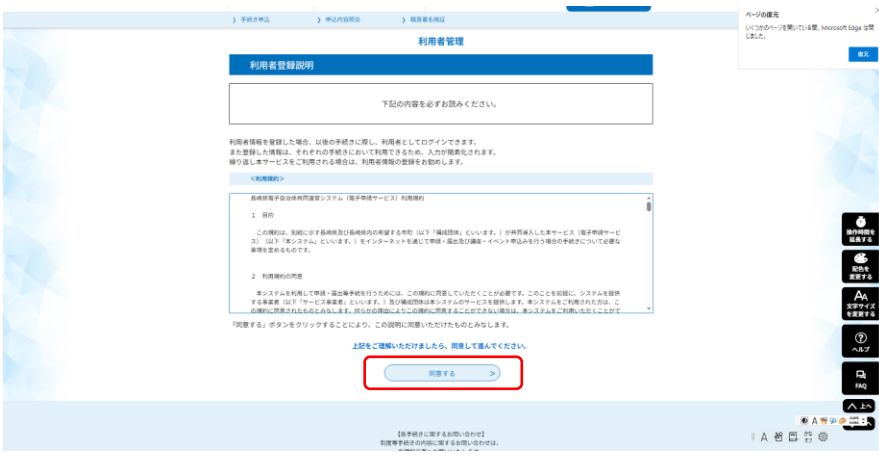 》 手続き申込
》 申込内容照会
》 職責署名検証
ページの復元
いくつかのページを開いている間、Microsoft Edge は閉じました。
復元
利用者管理
利用者登録説明
下記の内容を必ずお読みください。
利用者情報を登録した場合、以後の手続きに際し、利用者としてログインできます。
また登録した情報は、それぞれの手続きにおいて利用できるため、入力が簡素化されます。
繰り返し本サービスをご利用される場合は、利用者情報の登録をお勧めします。
<利用規約>
長崎県電子自治体共同運営システム（電子申請サービス）利用規約
1 目的
この規約は、別紙に示す長崎県及び長崎県内の希望する市町（以下「構成団体」といいます。）が共同導入した本サービス（電子申請サービ
ス）（以下「本システム」といいます。）をインターネットを通じて申請・届出及び講座・イベント申込みを行う場合の手続きについて必要な
事項を定めるものです。
2 利用規約の同意
本システムを利用して申請・届出等手続を行うためには、この規約に同意していただくことが必要です。このことを前提に、システムを提供
する事業者（以下「サービス事業者」といいます。）及び構成団体は本システムのサービスを提供します。本システムをご利用された方は、こ
の規約に同意されたものとみなします。何らかの理由によりこの規約に同意することができない場合は、本システムをご利用いただくことがで
「同意する」ボタンをクリックすることにより、この説明に同意いただけたものとみなします。
上記をご理解いただけましたら、同意して進んでください。
同意する >
操作時間を
延長する
配色を
変更する
AA
文字サイズ
を変更する
ヘルプ
FAQ
上へ
【各手続きに関するお問い合わせ】
制度等手続きの内容に関するお問い合わせは、